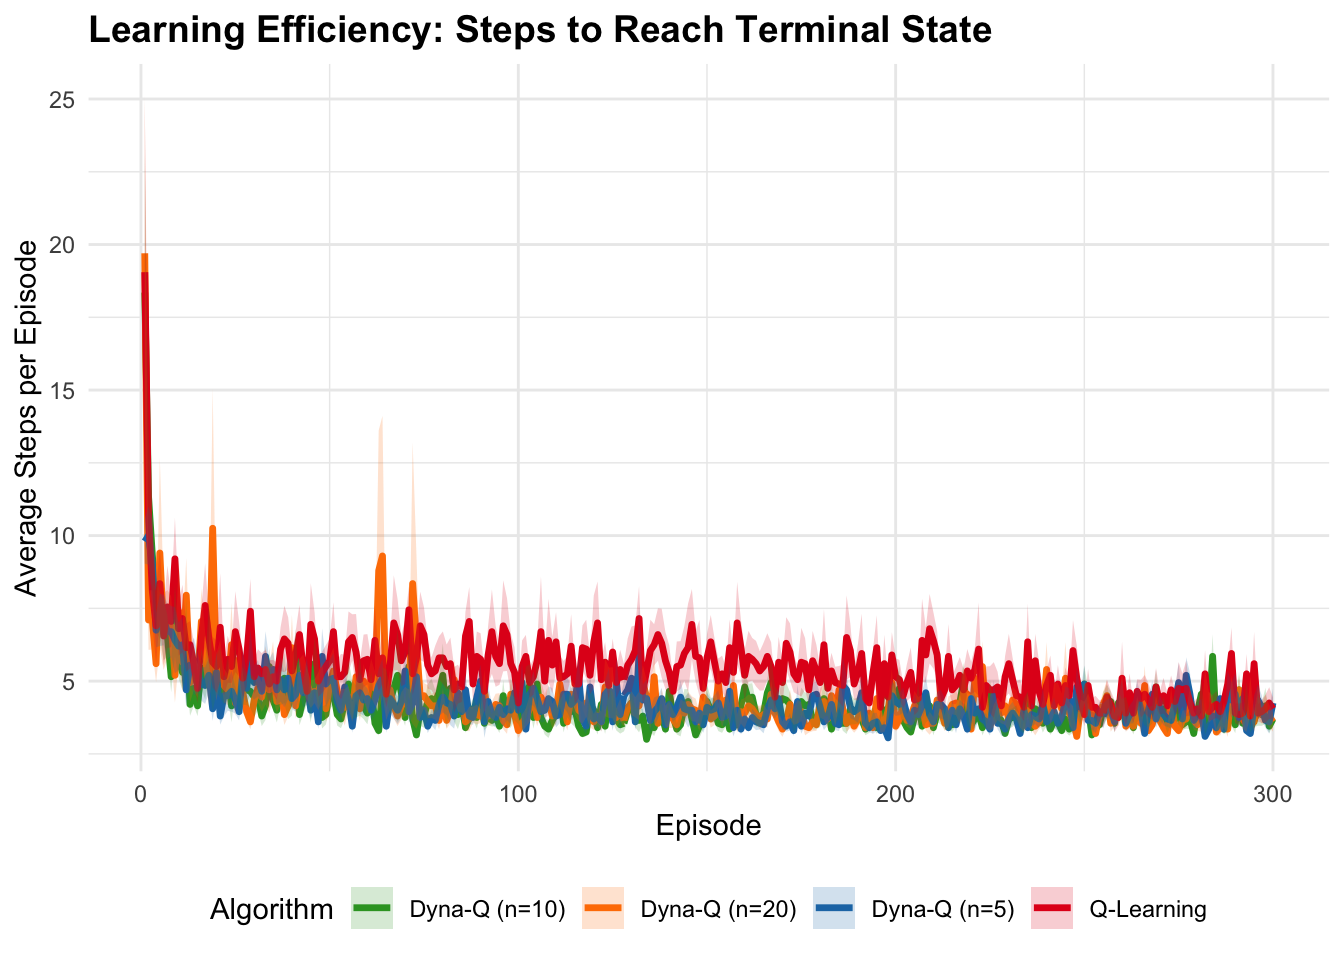 Learning Efficiency: Steps to Reach Terminal State
Average Steps per Episode
25
20
15
10
5
0
100
200
300
Episode
Algorithm
Dyna-Q (n=10)
Dyna-Q (n=20)
Dyna-Q (n=5)
Q-Learning